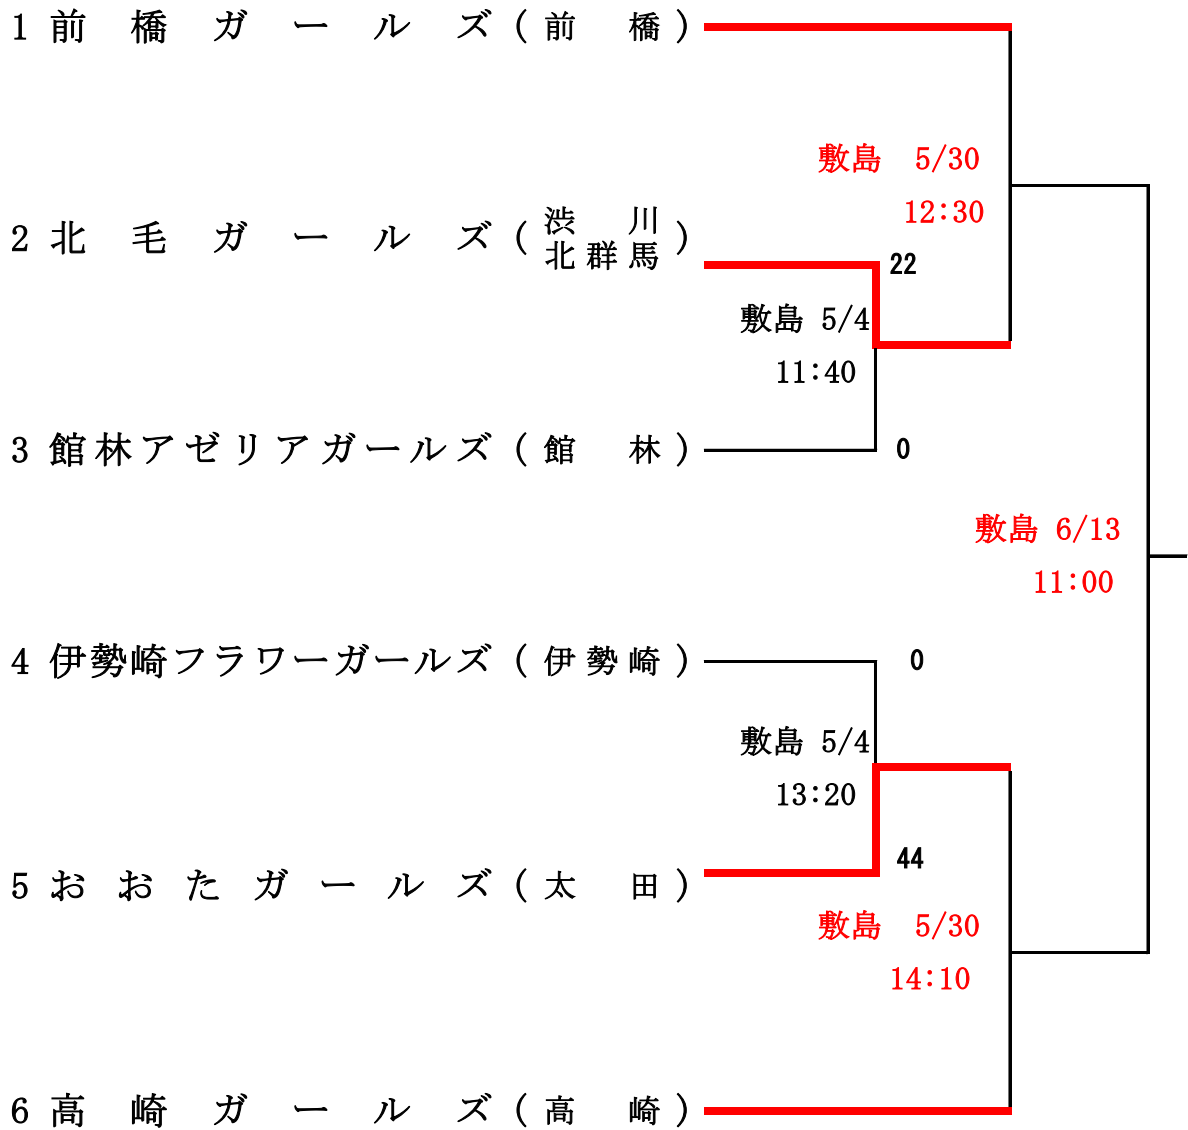 1 前橋ガールズ(前橋)
敷島 5/30
12:30
2 北毛ガールズ(渋川北群馬)
22
敷島 5/4
11:40
3 館林アゼリアガールズ(館林)
0
敷島 6/13
11:00
4 伊勢崎フラワーガールズ(伊勢崎)
0
敷島 5/4
13:20
44
5 おおたガールズ(太田)
敷島 5/30
14:10
6 高崎ガールズ(高崎)